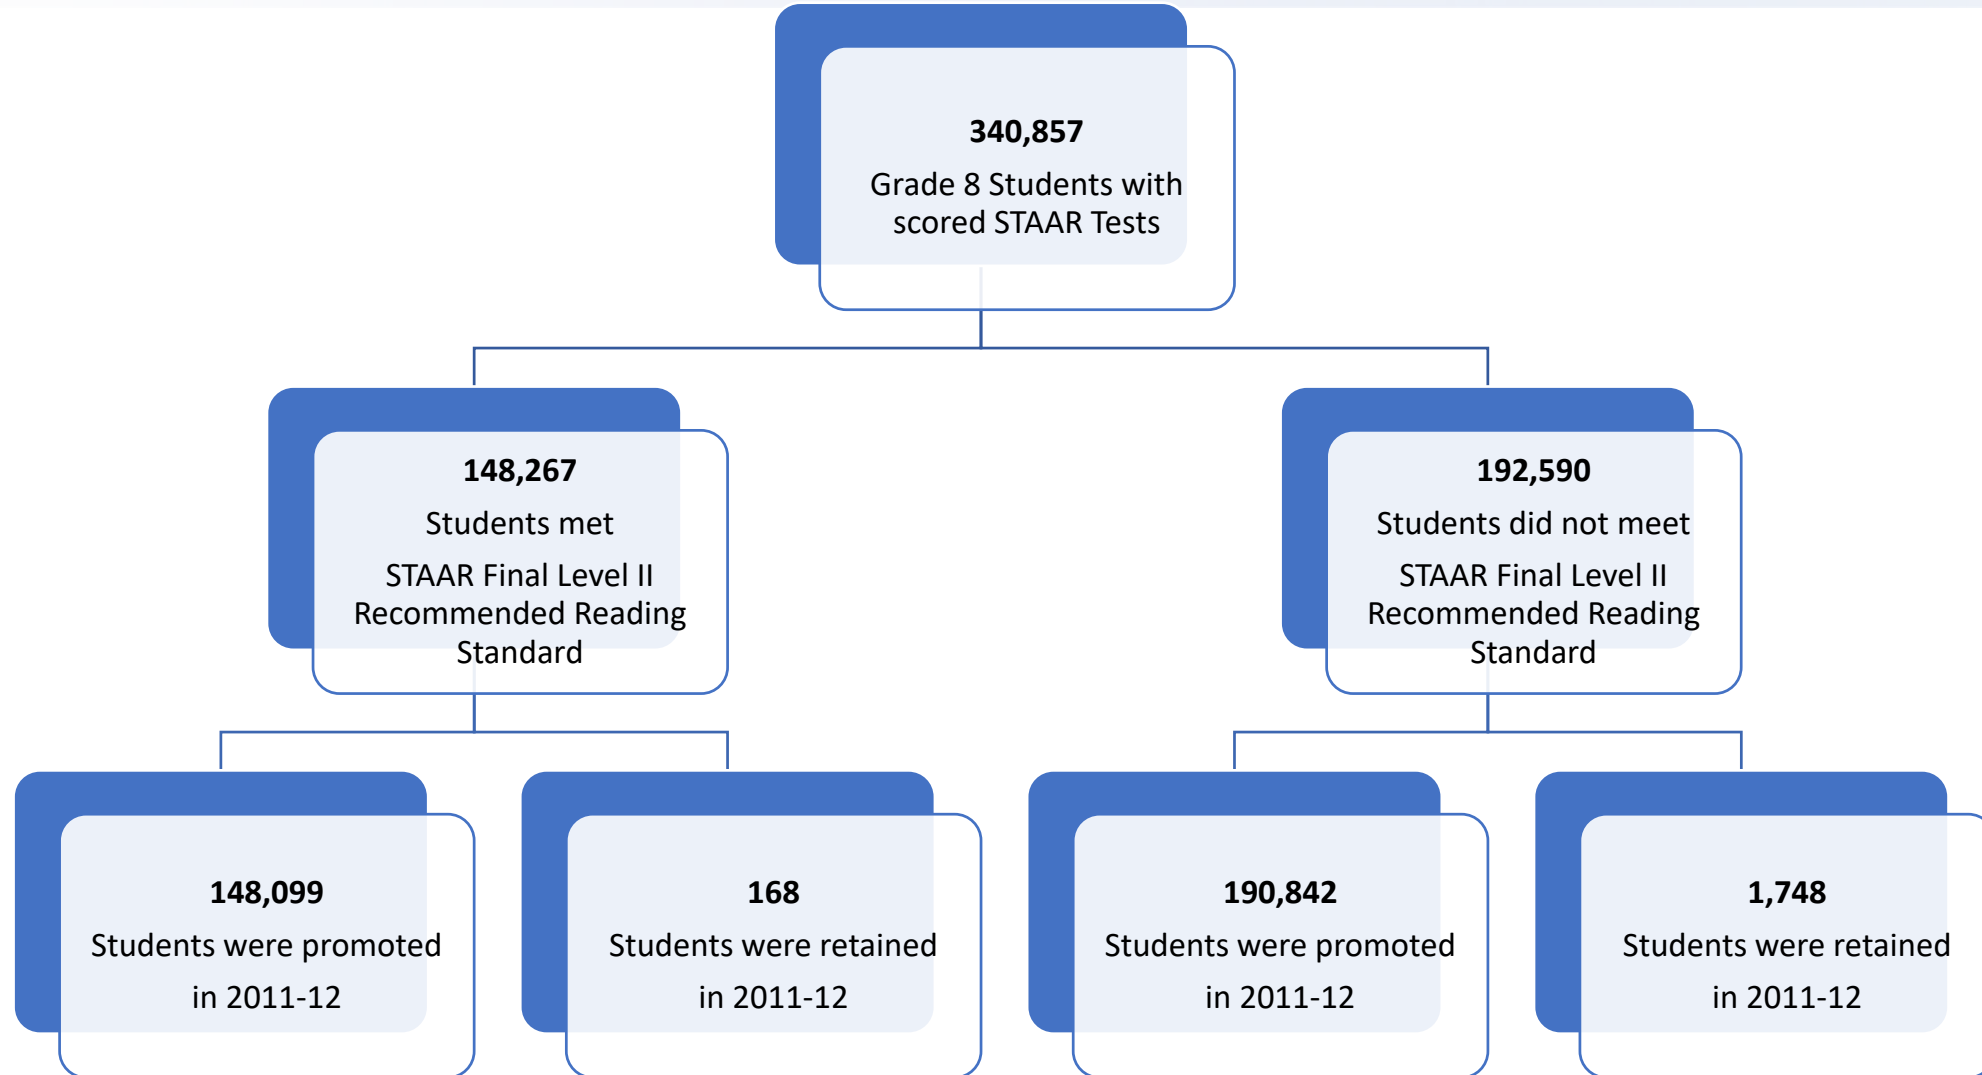 340,857
Grade 8 Students with
scored STAAR Tests
148,267
Students met
STAAR Final Level II
Recommended Reading
Standard
192,590
Students did not meet
STAAR Final Level II
Recommended Reading
Standard
148,099
Students were promoted
in 2011-12
168
Students were retained
in 2011-12
190,842
Students were promoted
in 2011-12
1,748
Students were retained
in 2011-12